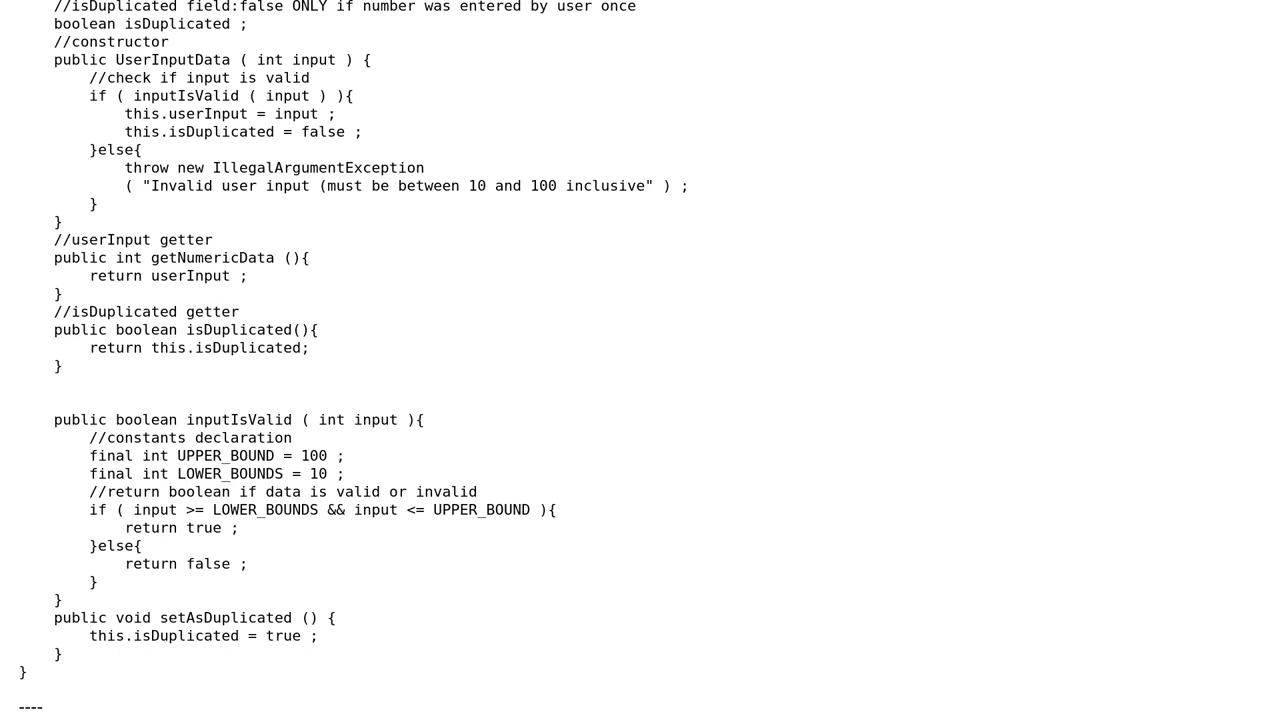 //isDuplicated field:false ONLY if number was entered by user once
boolean isDuplicated ;
//constructor
public UserInputData ( int input ) {
//check if input is valid
if ( inputIsValid ( input ) ){
this.userInput = input ;
this.isDuplicated = false ;
}else{
throw new IllegalArgumentException
( "Invalid user input (must be between 10 and 100 inclusive" ) ;
}
}
//userInput getter
public int getNumericData (){
return userInput ;
}
//isDuplicated getter
public boolean isDuplicated(){
return this.isDuplicated;
}
public boolean inputIsValid ( int input ){
//constants declaration
final int UPPER_BOUND = 100 ;
final int LOWER_BOUNDS = 10 ;
//return boolean if data is valid or invalid
if ( input >= LOWER_BOUNDS && input <= UPPER_BOUND ){
return true ;
}else{
return false ;
}
}
public void setAsDuplicated () {
this.isDuplicated = true ;
}
}
----